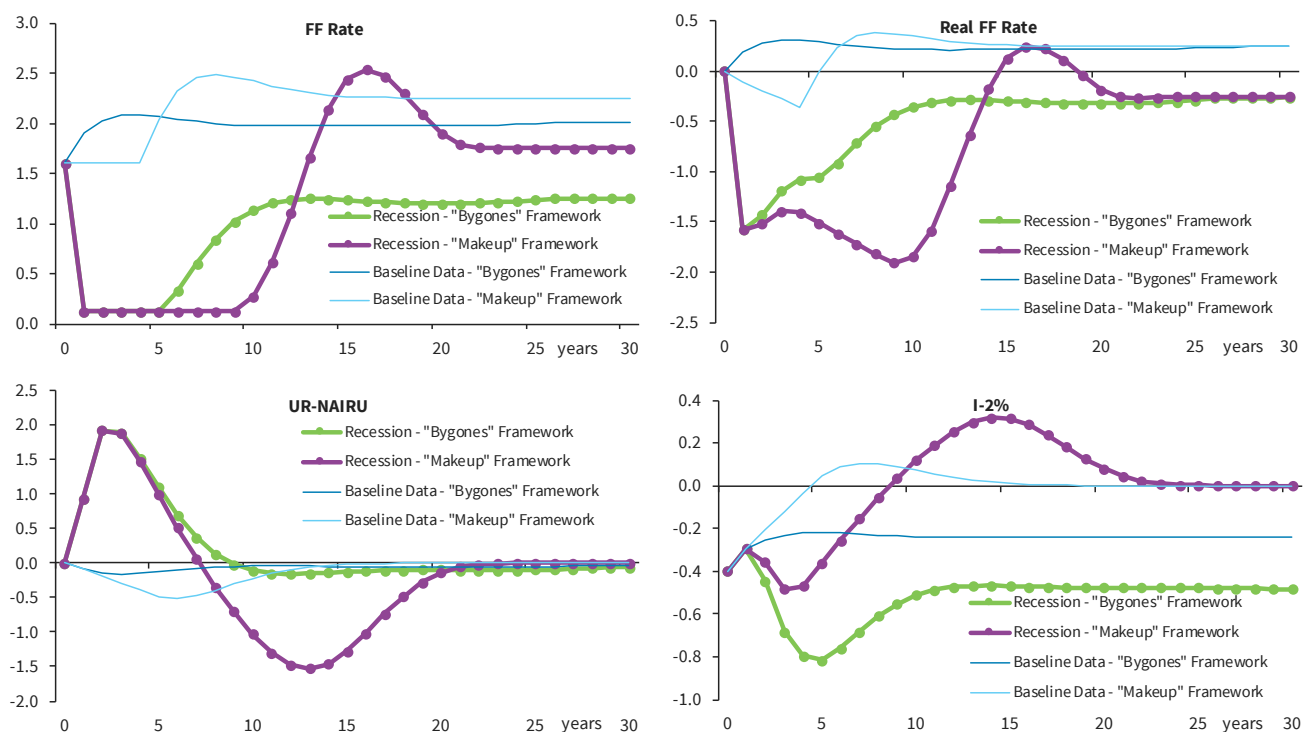 FF Rate
3.0
2.5
2.0
1.5
1.0
0.5
0.0
Recession - "Bygones" Framework
Recession - "Makeup" Framework
Baseline Data - "Bygones" Framework
Baseline Data - "Makeup" Framework
0 5 10 15 20 25 years 30
Real FF Rate
0.5
0.0
-0.5
-1.0
-1.5
-2.0
-2.5
Recession - "Bygones" Framework
Recession - "Makeup" Framework
Baseline Data - "Bygones" Framework
Baseline Data - "Makeup" Framework
0 5 10 15 20 25 years 30
UR-NAIRU
2.5
2.0
1.5
1.0
0.5
0.0
-0.5
-1.0
-1.5
-2.0
Recession - "Bygones" Framework
Recession - "Makeup" Framework
Baseline Data - "Bygones" Framework
Baseline Data - "Makeup" Framework
0 5 10 15 20 25 years 30
I-2%
0.4
0.2
0.0
-0.2
-0.4
-0.6
-0.8
-1.0
Recession - "Bygones" Framework
Recession - "Makeup" Framework
Baseline Data - "Bygones" Framework
Baseline Data - "Makeup" Framework
0 5 10 15 20 25 years 30